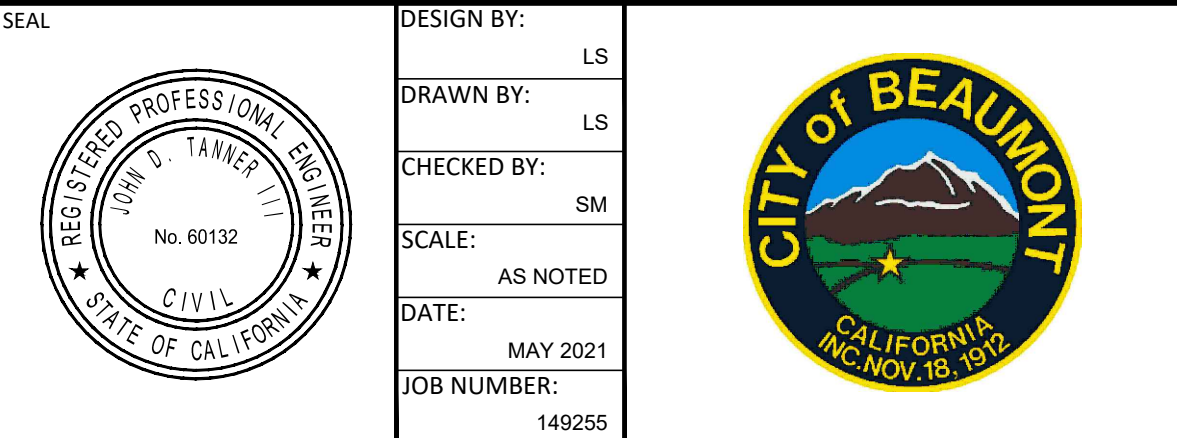 SEAL
REGISTERED PROFESSIONAL ENGINEER
JOHN D. TANNER III
No. 60132
CIVIL
★ STATE OF CALIFORNIA ★
DESIGN BY:
LS
DRAWN BY:
LS
CHECKED BY:
SM
SCALE:
AS NOTED
DATE:
MAY 2021
JOB NUMBER:
149255
CITY of BEAUMONT
CALIFORNIA
INC.NOV.18,1912